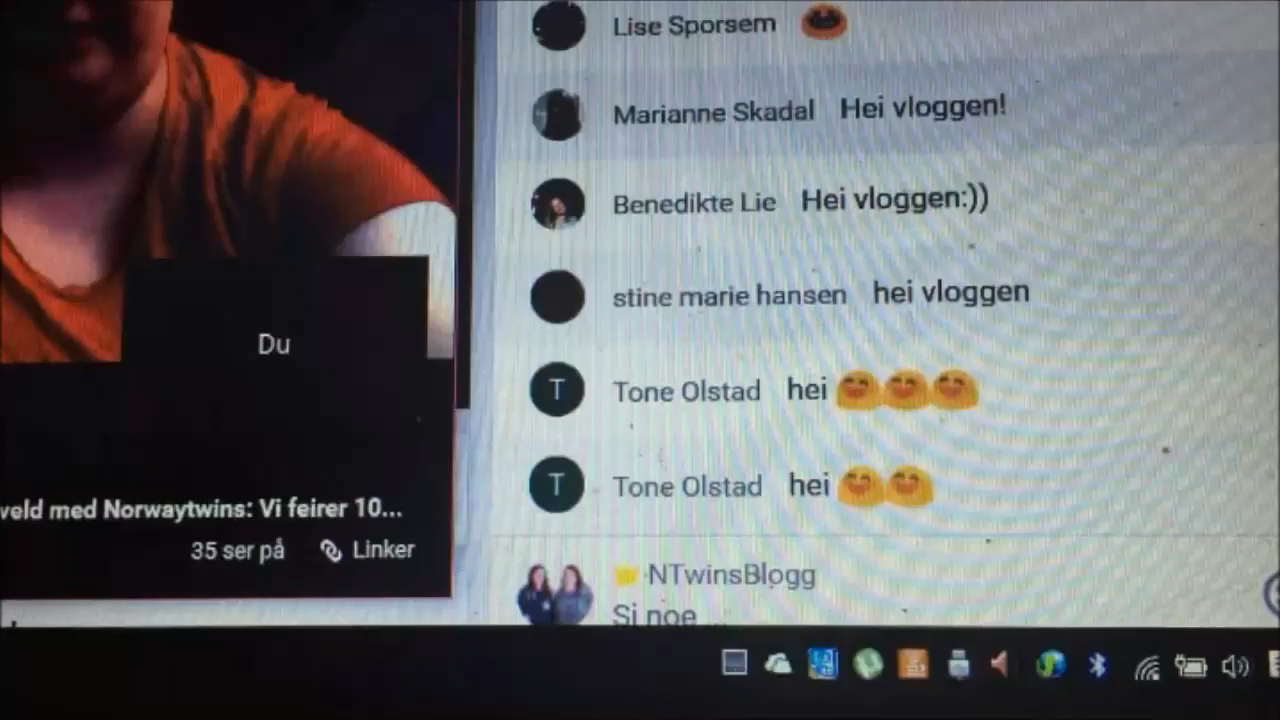 Lise Sporsem
Marianne Skadal Hei vloggen!
Benedikte Lie Hei vloggen:))
stine marie hansen hei vloggen
T Tone Olstad hei
T Tone Olstad hei
NTwinsBlogg
Si noe ...
Du
veld med Norwaytwins: Vi feirer 10...
35 ser på Linker